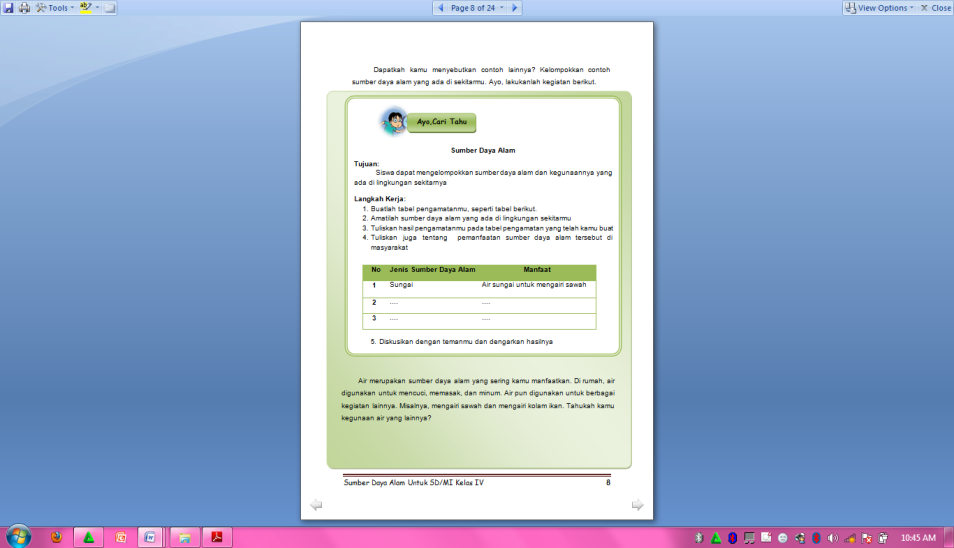 Tools
Page 8 of 24
View Options
Close
Dapatkah kamu menyebutkan contoh lainnya? Kelompokkan contoh
sumber daya alam yang ada di sekitarmu. Ayo, lakukanlah kegiatan berikut.
Ayo,Cari Tahu
Sumber Daya Alam
Tujuan:
Siswa dapat mengelompokkan sumber daya alam dan kegunaannya yang
ada di lingkungan sekitarnya
Langkah Kerja:
1. Buatlah tabel pengamatanmu, seperti tabel berikut.
2. Amatilah sumber daya alam yang ada di lingkungan sekitarmu
3. Tuliskan hasil pengamatanmu pada tabel pengamatan yang telah kamu buat
4. Tuliskan juga tentang pemanfaatan sumber daya alam tersebut di
masyarakat
No Jenis Sumber Daya Alam Manfaat
1 Sungai Air sungai untuk mengairi sawah
2 .... ....
3 .... ....
5. Diskusikan dengan temanmu dan dengarkan hasilnya
Air merupakan sumber daya alam yang sering kamu manfaatkan. Di rumah, air
digunakan untuk mencuci, memasak, dan minum. Air pun digunakan untuk berbagai
kegiatan lainnya. Misalnya, mengairi sawah dan mengairi kolam ikan. Tahukah kamu
kegunaan air yang lainnya?
Sumber Daya Alam Untuk SD/MI Kelas IV 8
10:45 AM